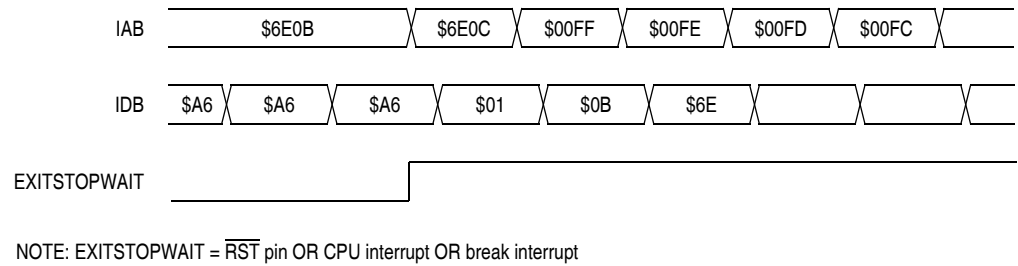 IAB $6E0B $6E0C $00FF $00FE $00FD $00FC
IDB $A6 $A6 $A6 $01 $0B $6E
EXITSTOPWAIT
NOTE: EXITSTOPWAIT = R̅S̅T̅ pin OR CPU interrupt OR break interrupt